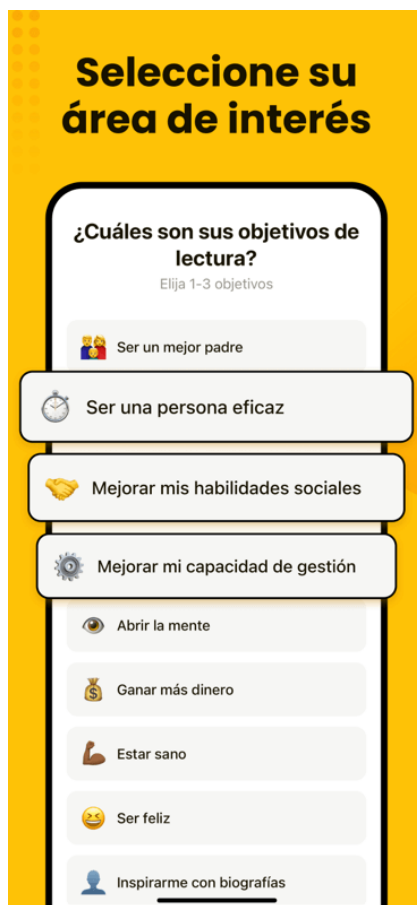 Seleccione su
área de interés
¿Cuáles son sus objetivos de
lectura?
Elija 1-3 objetivos
Ser un mejor padre
Ser una persona eficaz
Mejorar mis habilidades sociales
Mejorar mi capacidad de gestión
Abrir la mente
Ganar más dinero
Estar sano
Ser feliz
Inspirarme con biografías